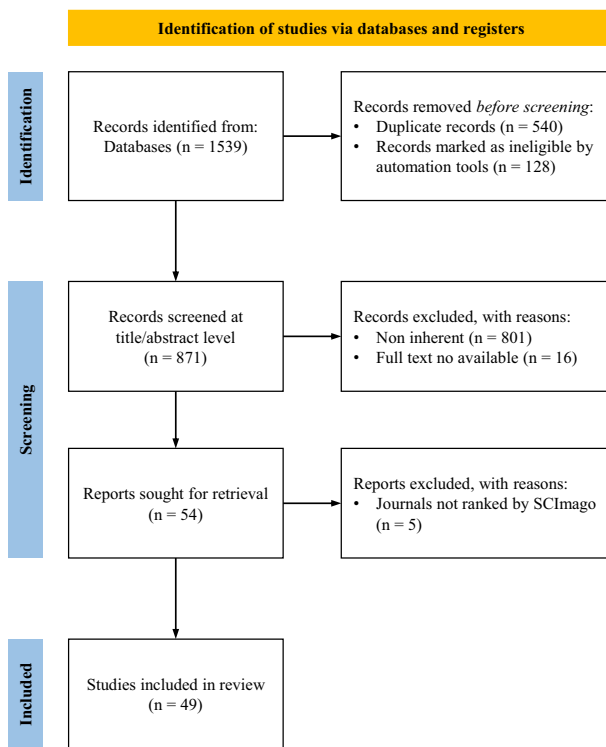 Identification of studies via databases and registers
Identification
Records identified from:
Databases (n = 1539)
Records removed before screening:
• Duplicate records (n = 540)
• Records marked as ineligible by
automation tools (n = 128)
Screening
Records screened at
title/abstract level
(n = 871)
Records excluded, with reasons:
• Non inherent (n = 801)
• Full text no available (n = 16)
Reports sought for retrieval
(n = 54)
Reports excluded, with reasons:
• Journals not ranked by SCImago
(n = 5)
Included
Studies included in review
(n = 49)